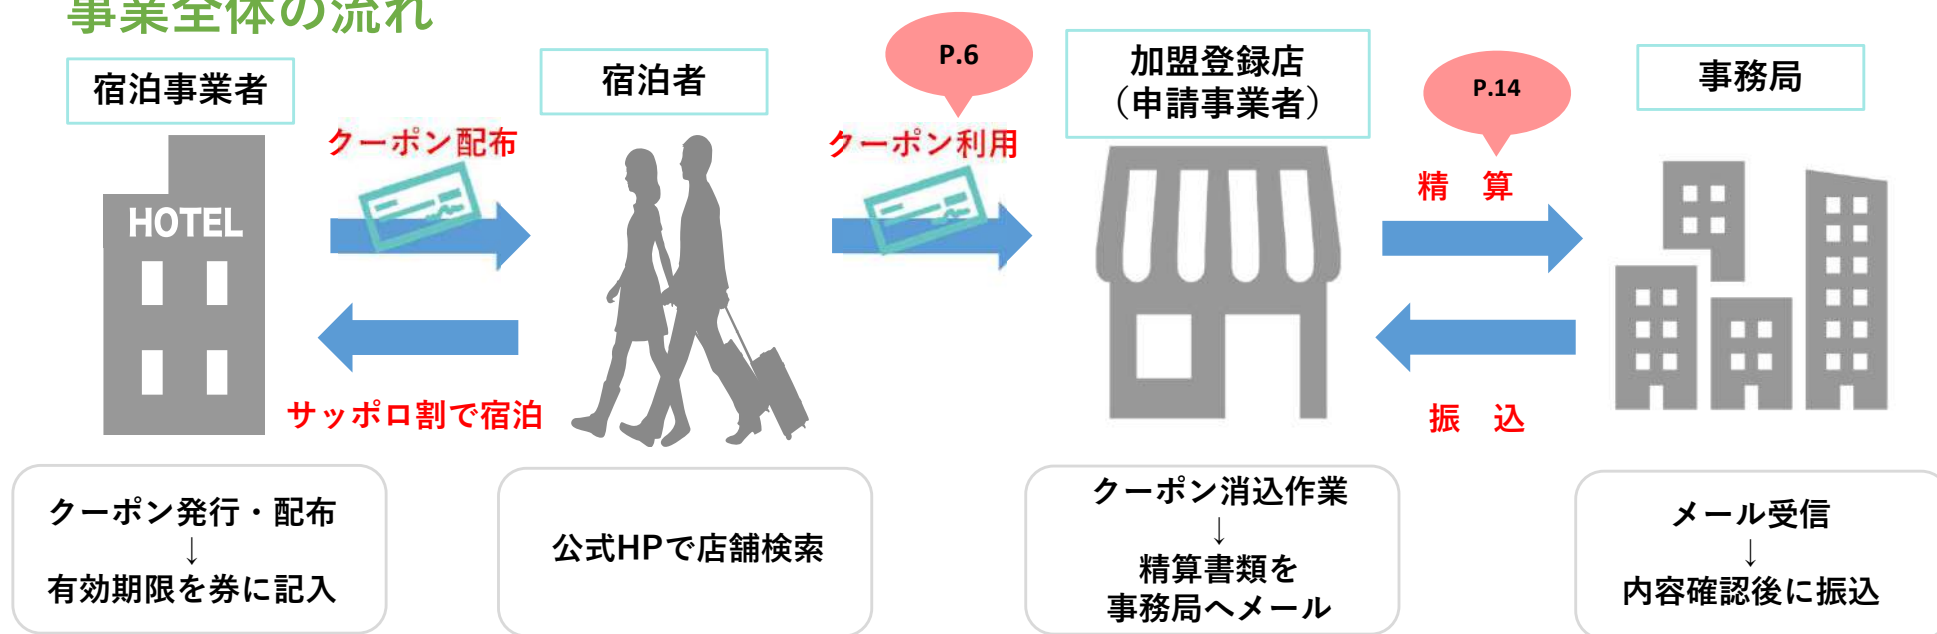 事業全体の流れ
宿泊事業者
宿泊者
P.6
加盟登録店
（申請事業者）
P.14
事務局
クーポン配布
クーポン利用
精　算
HOTEL
サッポロ割で宿泊
振　込
クーポン発行・配布
↓
有効期限を券に記入
公式HPで店舗検索
クーポン消込作業
↓
精算書類を
事務局へメール
メール受信
↓
内容確認後に振込